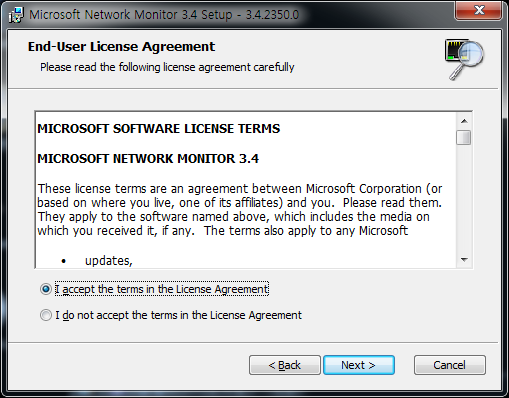 Microsoft Network Monitor 3.4 Setup - 3.4.2350.0
End-User License Agreement
Please read the following license agreement carefully
MICROSOFT SOFTWARE LICENSE TERMS
MICROSOFT NETWORK MONITOR 3.4
These license terms are an agreement between Microsoft Corporation (or
based on where you live, one of its affiliates) and you.  Please read them.
They apply to the software named above, which includes the media on
which you received it, if any.  The terms also apply to any Microsoft
• updates,
I accept the terms in the License Agreement
I do not accept the terms in the License Agreement
< Back
Next >
Cancel